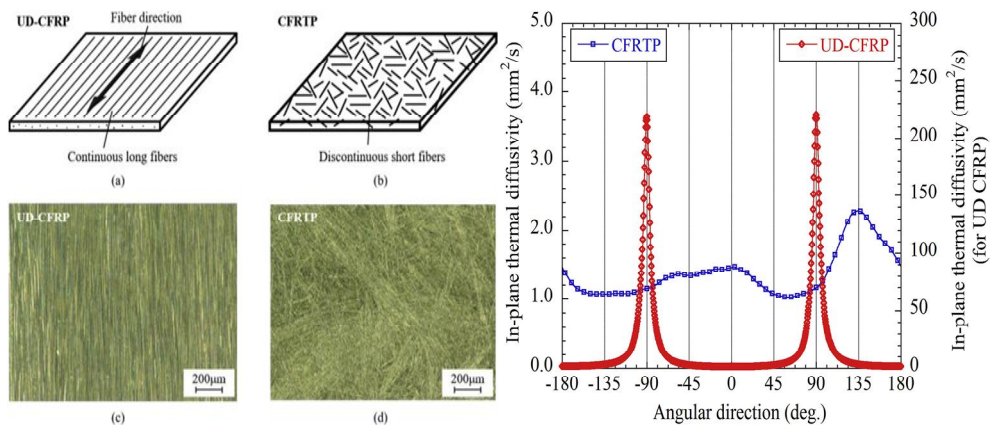 UD-CFRP
Fiber direction
Continuous long fibers
(a)
CFRTP
Discontinuous short fibers
(b)
UD-CFRP
200μm
(c)
CFRTP
200μm
(d)
In-plane thermal diffusivity (mm²/s)
5.0
4.0
3.0
2.0
1.0
0.0
CFRTP
UD-CFRP
300
250
200
150
100
50
0
In-plane thermal diffusivity (mm²/s)
(for UD CFRP)
-180 -135 -90 -45 0 45 90 135 180
Angular direction (deg.)